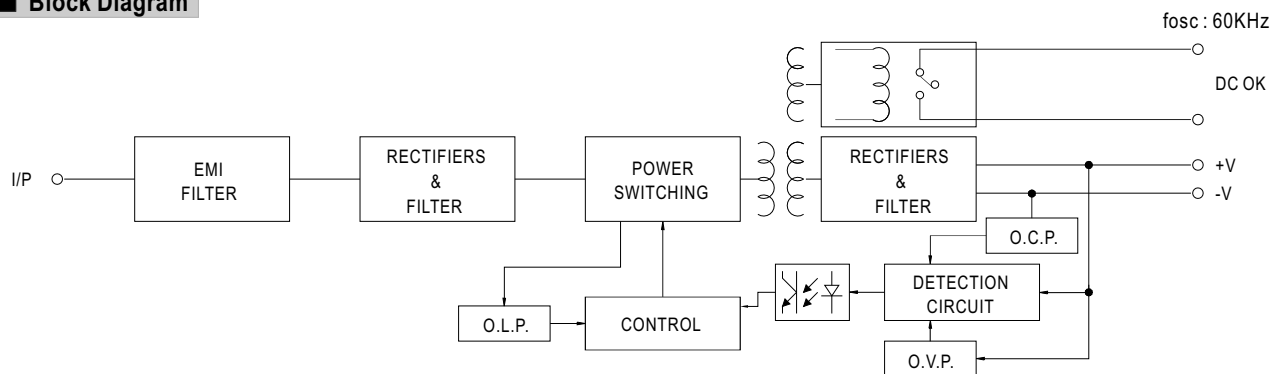 Block Diagram
fosc : 60KHz
DC OK
I/P
EMI
FILTER
RECTIFIERS
&
FILTER
POWER
SWITCHING
RECTIFIERS
&
FILTER
+V
-V
O.C.P.
DETECTION
CIRCUIT
O.L.P.
CONTROL
O.V.P.